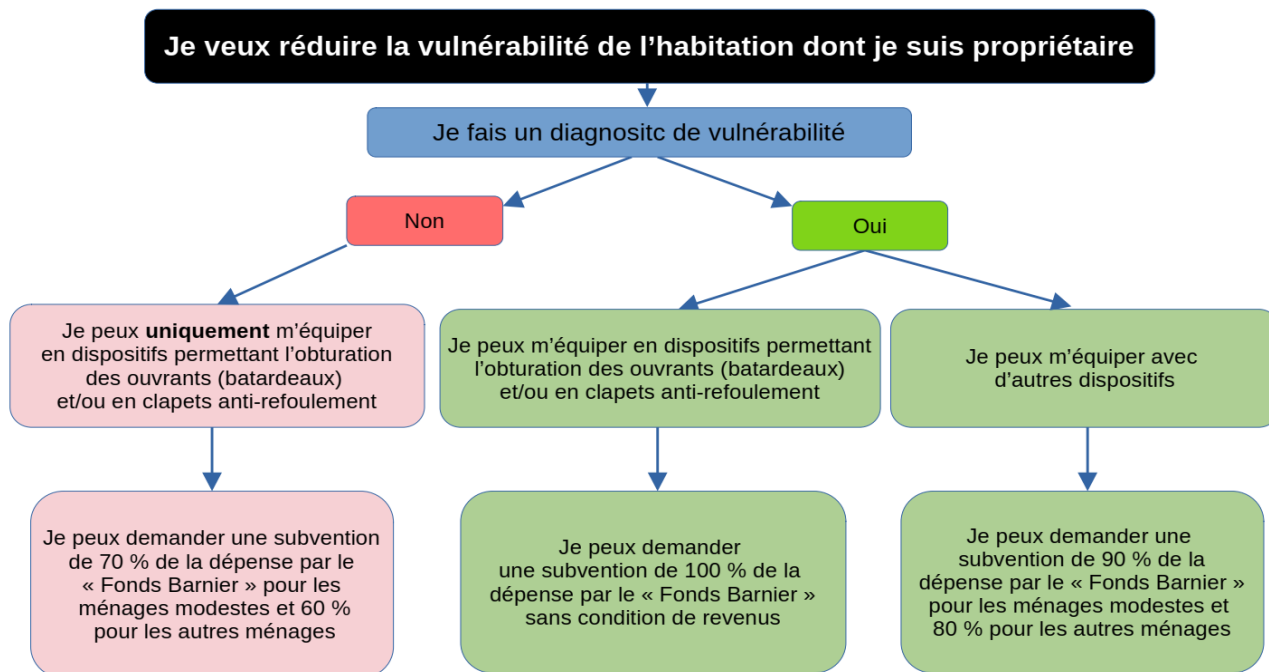 Je veux réduire la vulnérabilité de l’habitation dont je suis propriétaire
Je fais un diagnositc de vulnérabilité
Non
Oui
Je peux uniquement m’équiper
en dispositifs permettant l’obturation
des ouvrants (batardeaux)
et/ou en clapets anti-refoulement
Je peux m’équiper en dispositifs permettant
l’obturation des ouvrants (batardeaux)
et/ou en clapets anti-refoulement
Je peux m’équiper avec
d’autres dispositifs
Je peux demander une subvention
de 70 % de la dépense par le
« Fonds Barnier » pour les
ménages modestes et 60 %
pour les autres ménages
Je peux demander
une subvention de 100 % de la
dépense par le « Fonds Barnier »
sans condition de revenus
Je peux demander une
subvention de 90 % de la
dépense par le « Fonds Barnier »
pour les ménages modestes et
80 % pour les autres ménages